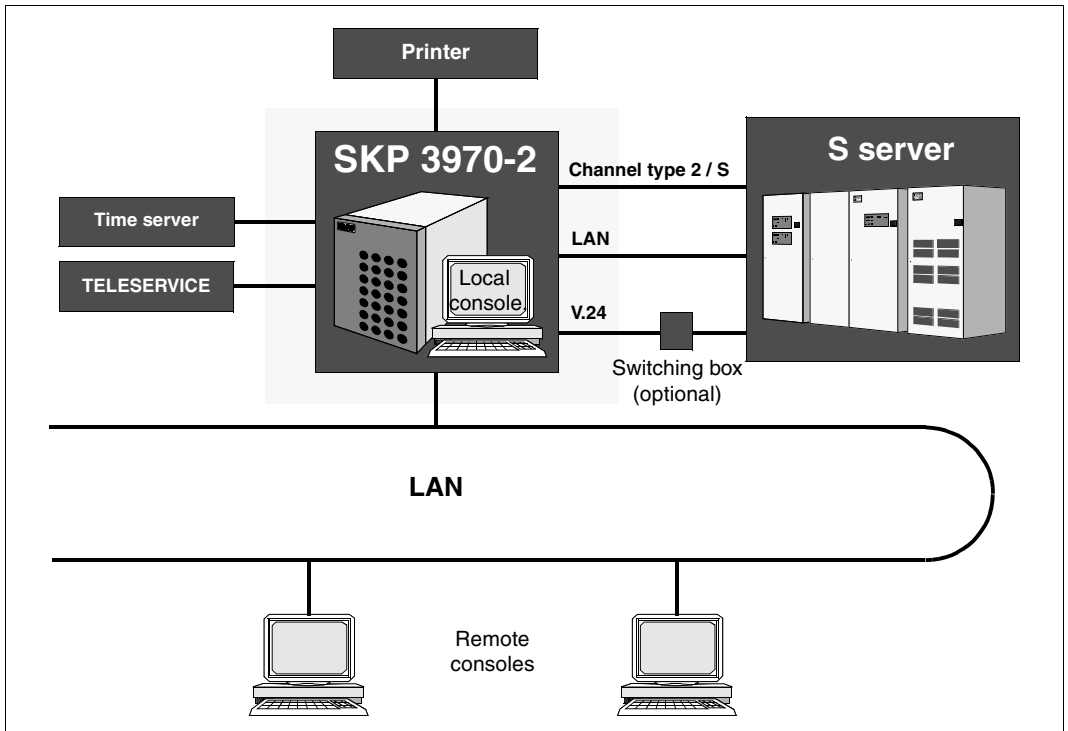 Printer
SKP 3970-2
S server
Channel type 2 / S
Time server
LAN
TELESERVICE
Local
console
V.24
Switching box
(optional)
LAN
Remote
consoles